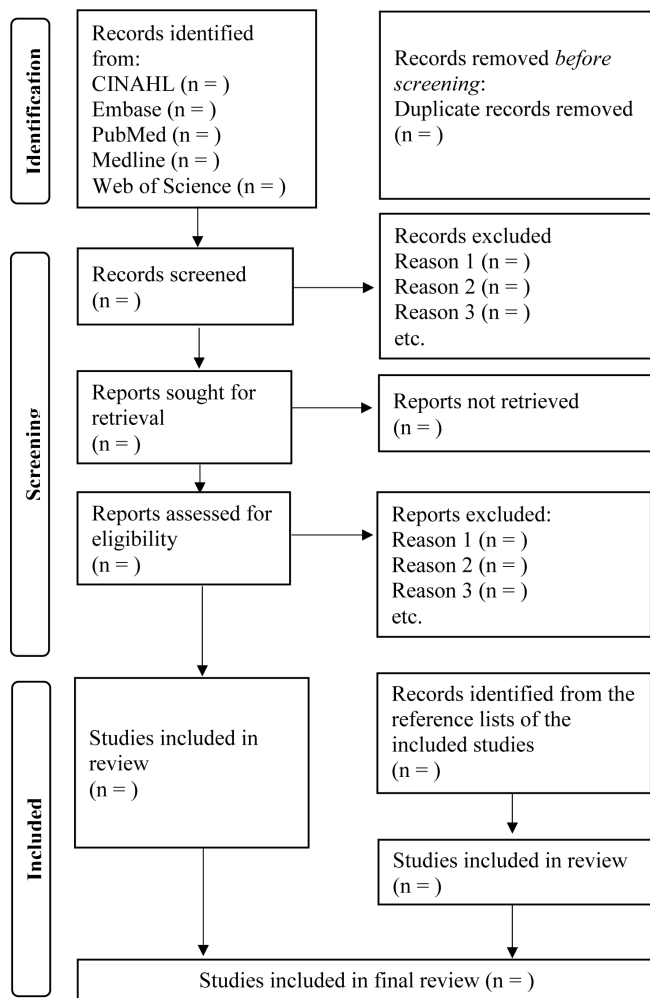 Identification
Records identified
from:
CINAHL (n = )
Embase (n = )
PubMed (n = )
Medline (n = )
Web of Science (n = )
Records removed before
screening:
Duplicate records removed
(n = )
Screening
Records screened
(n = )
Records excluded
Reason 1 (n = )
Reason 2 (n = )
Reason 3 (n = )
etc.
Reports sought for
retrieval
(n = )
Reports not retrieved
(n = )
Reports assessed for
eligibility
(n = )
Reports excluded:
Reason 1 (n = )
Reason 2 (n = )
Reason 3 (n = )
etc.
Included
Studies included in
review
(n = )
Records identified from the
reference lists of the
included studies
(n = )
Studies included in review
(n = )
Studies included in final review (n = )